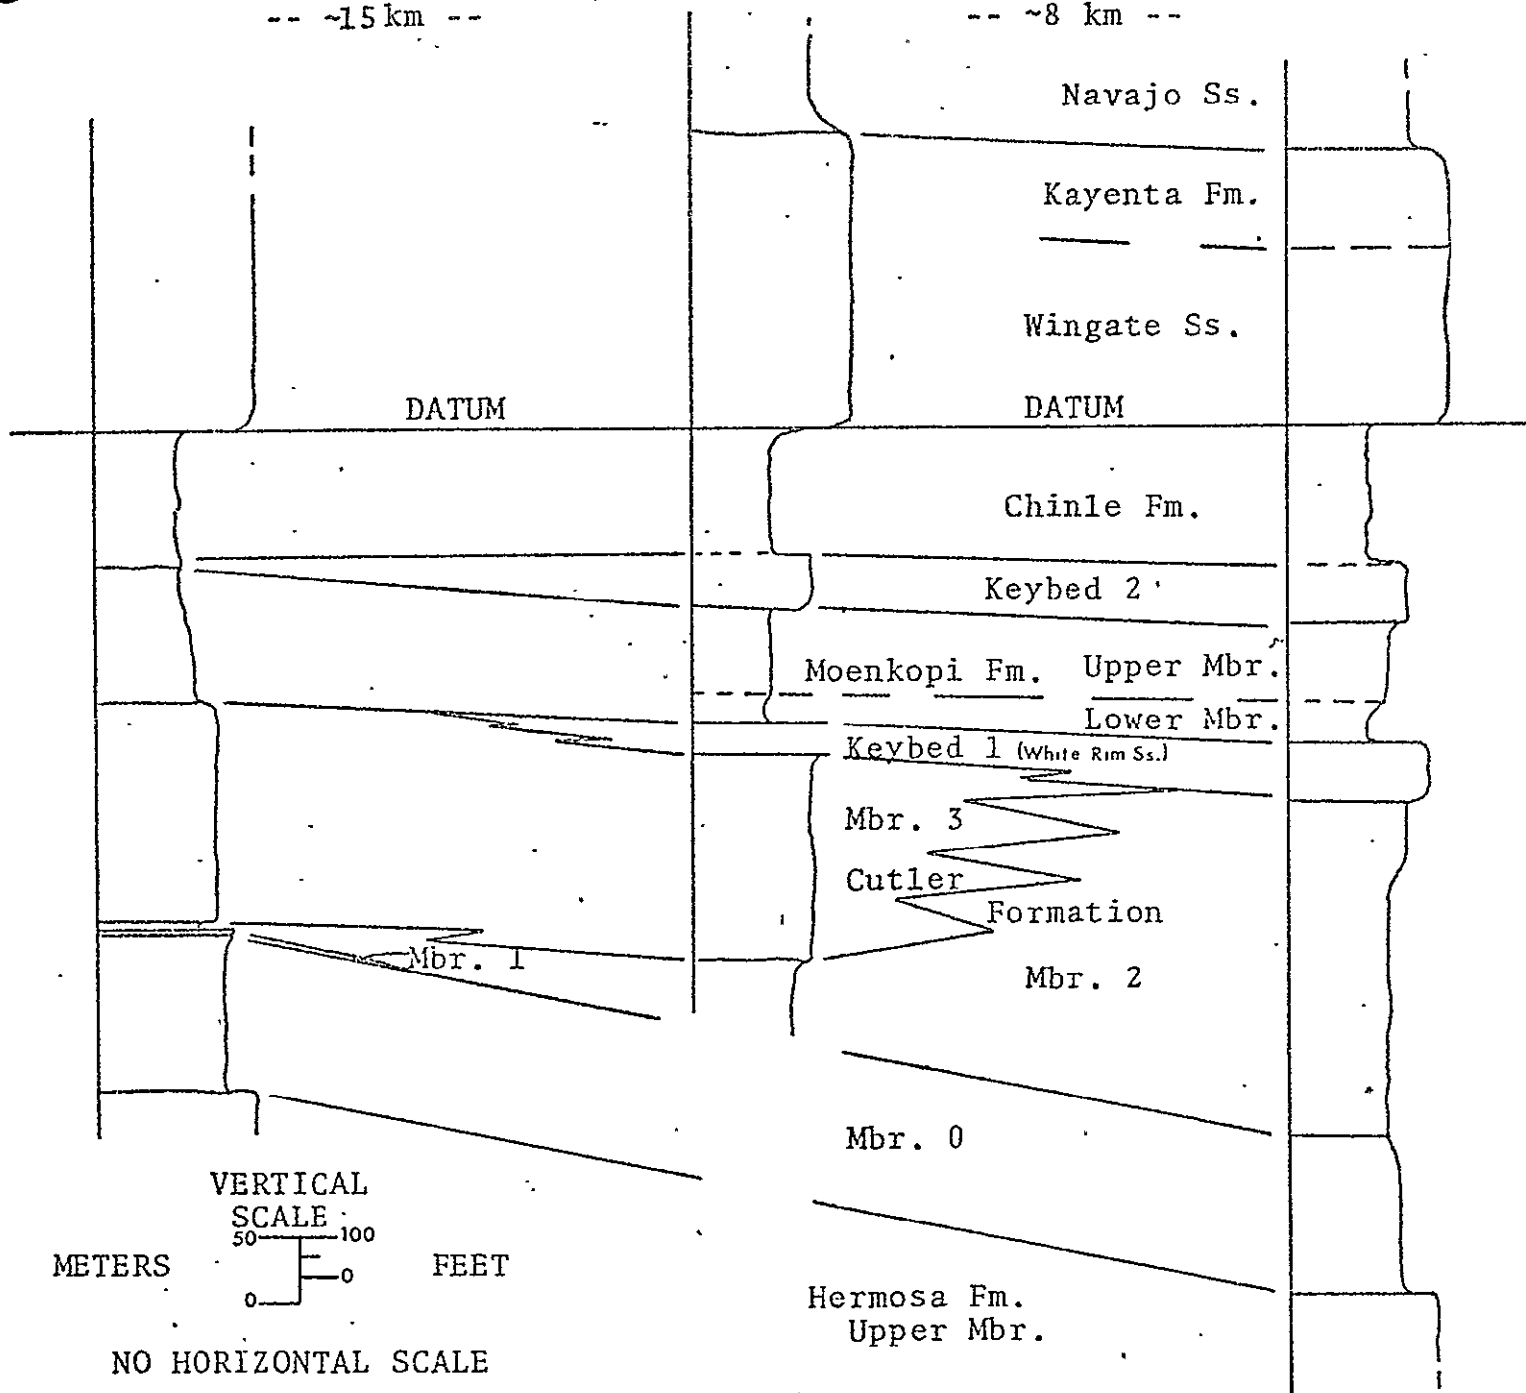 -- ~15 km --
-- ~8 km --
Navajo Ss.
Kayenta Fm.
Wingate Ss.
DATUM
DATUM
Chinle Fm.
Keybed 2
Moenkopi Fm.
Upper Mbr.
Lower Mbr.
Keybed 1 (White Rim Ss.)
Mbr. 3
Cutler
Formation
Mbr. 1
Mbr. 2
Mbr. 0
VERTICAL
SCALE
50
100
METERS
0
FEET
0
Hermosa Fm.
Upper Mbr.
NO HORIZONTAL SCALE